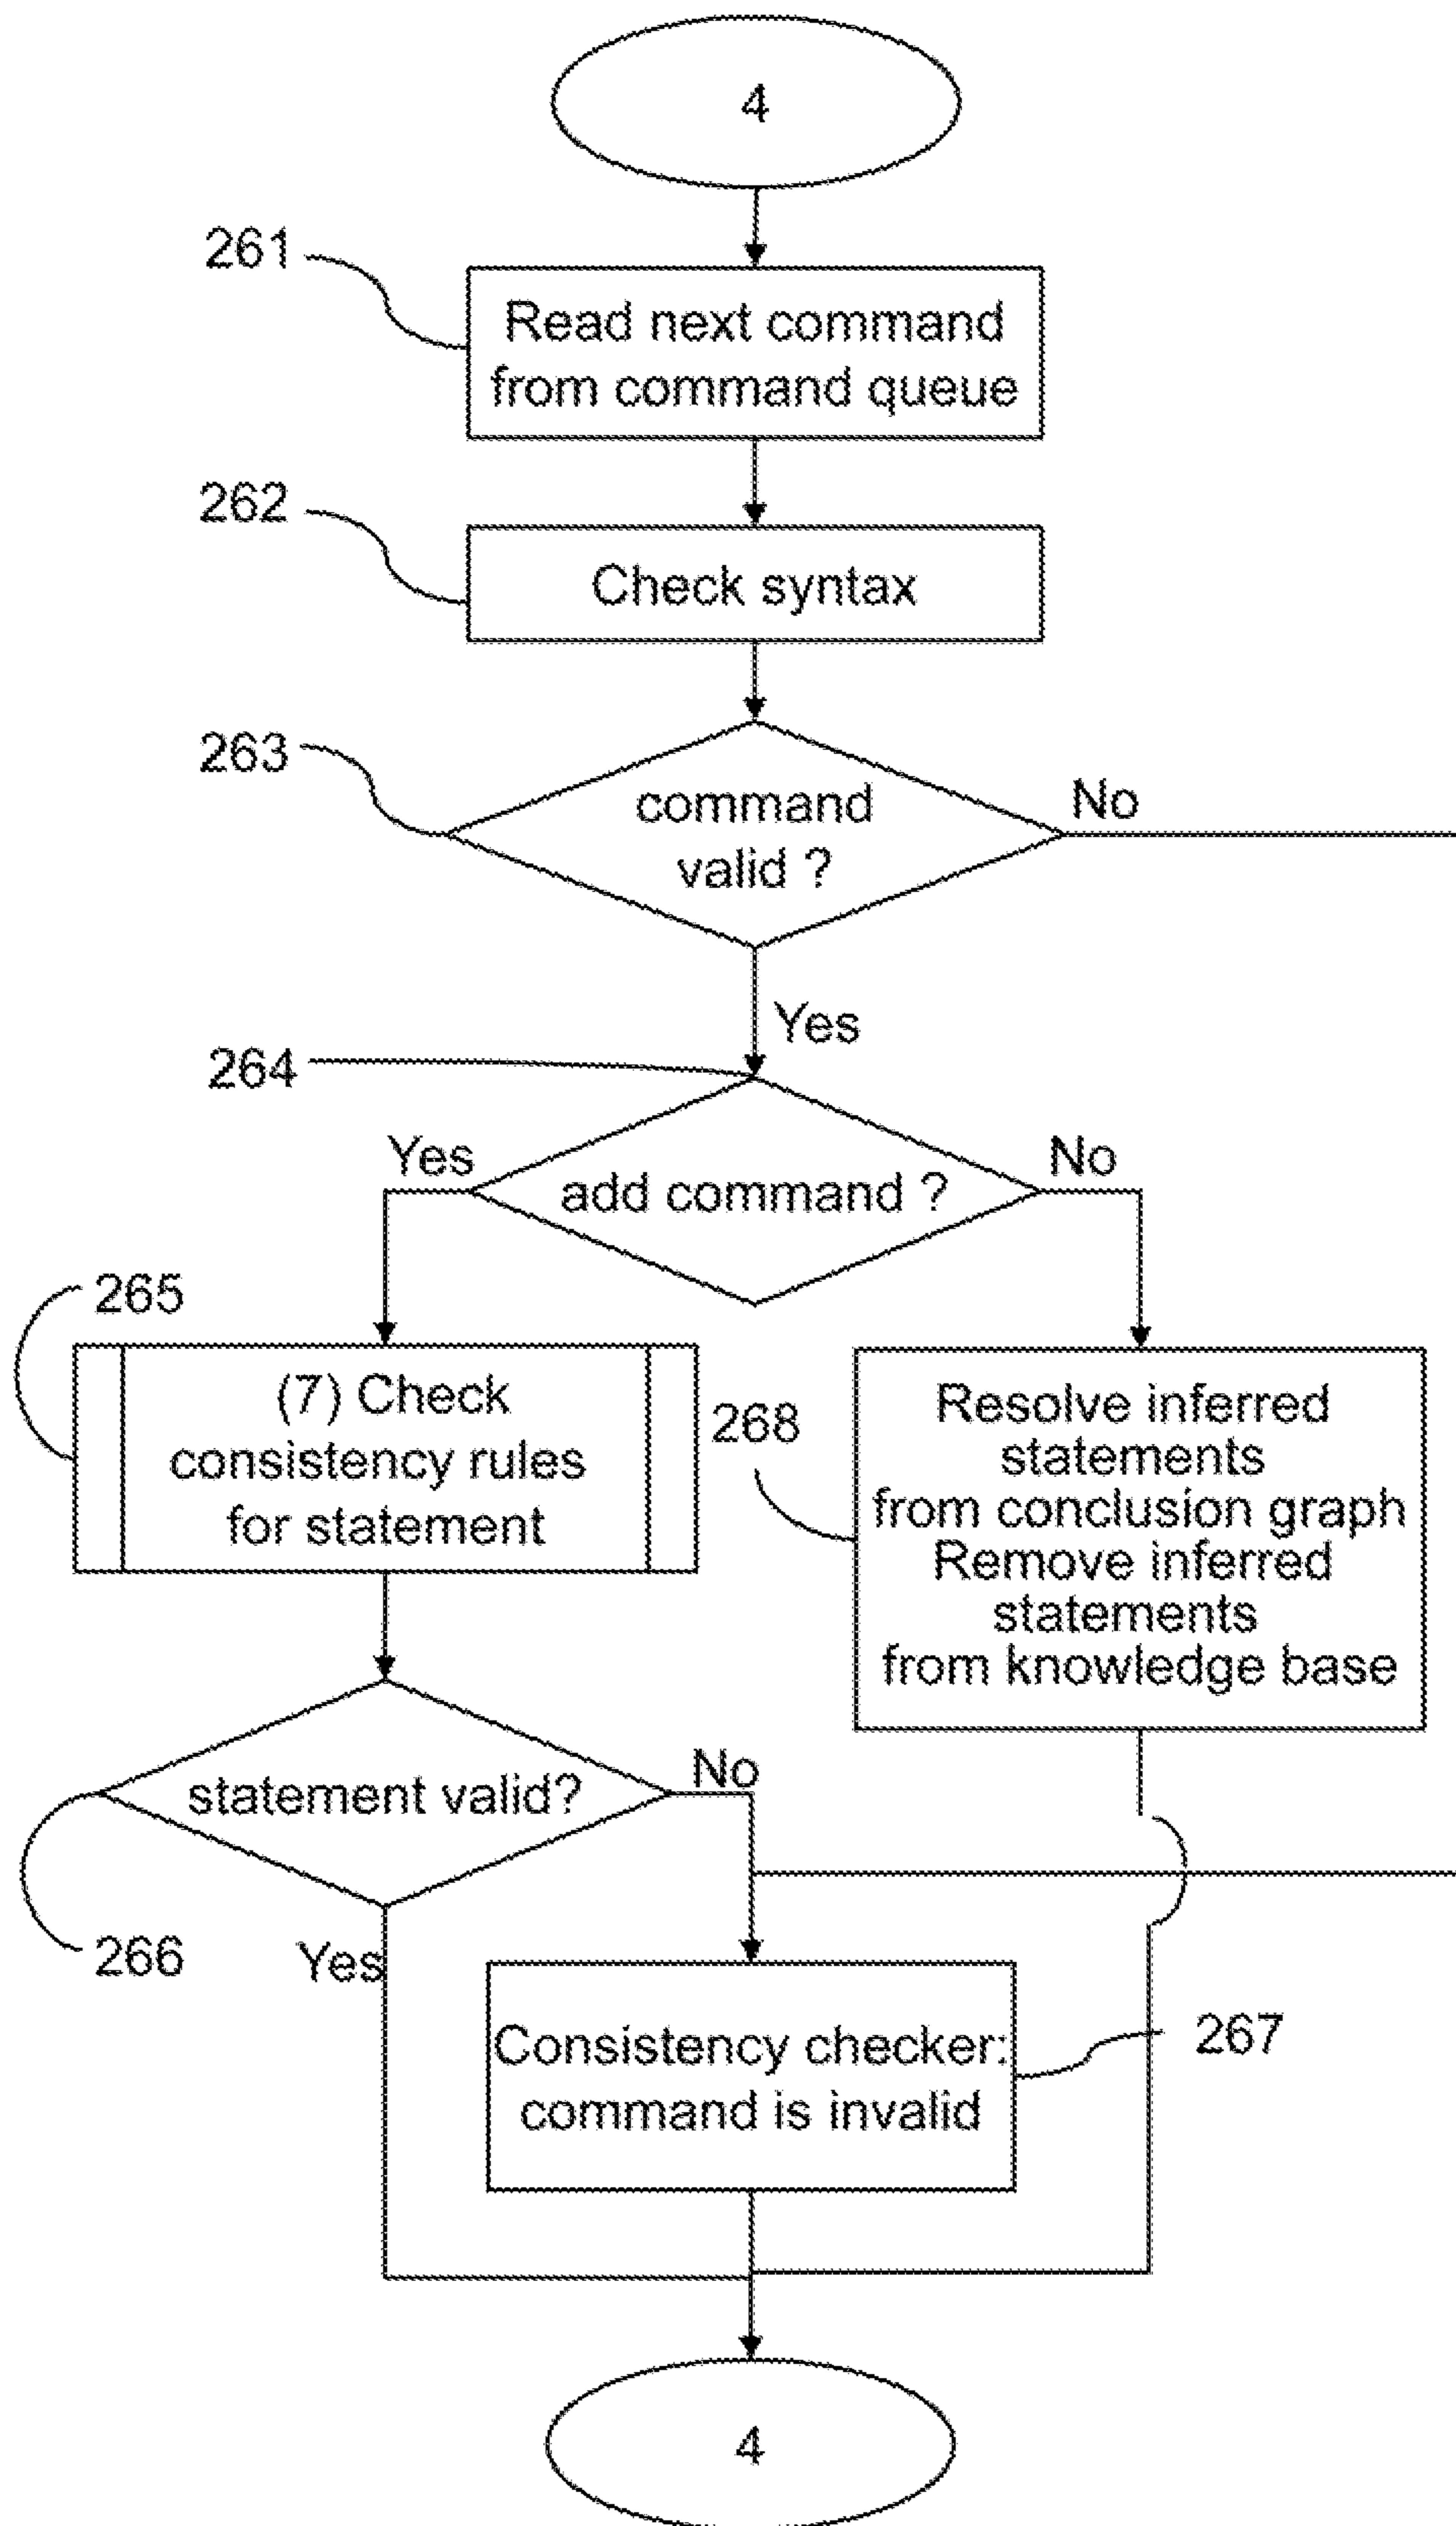 4
261
Read next command
from command queue
262
Check syntax
263
command
valid ?
No
Yes
264
Yes
add command ?
No
265
(7) Check
consistency rules
for statement
268
Resolve inferred
statements
from conclusion graph
Remove inferred
statements
from knowledge base
statement valid?
No
266
Yes
Consistency checker:
command is invalid
267
4